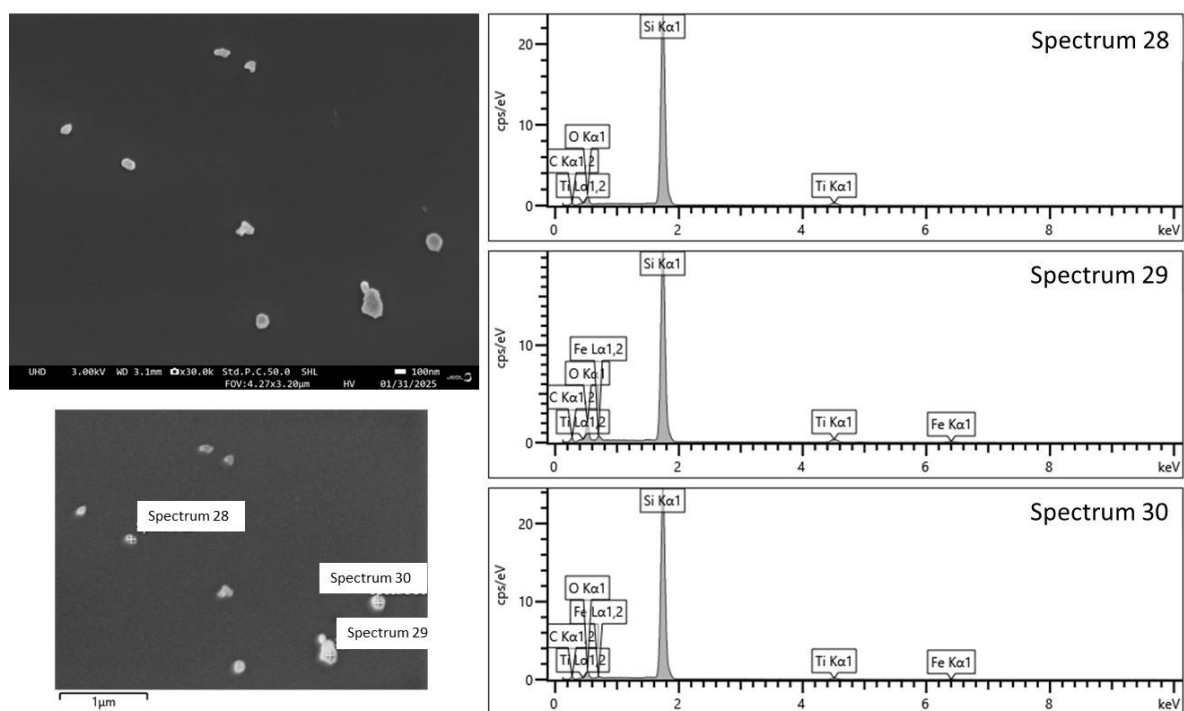 UHD 3.00kV WD 3.1mm x30.0k Std.P.C.50.0 SHL 100nm
FOV:4.27x3.20μm HV 01/31/2025
Spectrum 28
Spectrum 30
Spectrum 29
1μm
Spectrum 28
Si Kα1
20
cps/eV
10
O Kα1
C Kα1,2
Ti Lα1,2
Ti Kα1
0
0 2 4 6 8 keV
Spectrum 29
Si Kα1
cps/eV
10
Fe Lα1,2
O Kα1
C Kα1,2
Ti Lα1,2
Ti Kα1
Fe Kα1
0
0 2 4 6 8 keV
Spectrum 30
Si Kα1
20
cps/eV
10
O Kα1
Fe Lα1,2
C Kα1,2
Ti Lα1,2
Ti Kα1
Fe Kα1
0
0 2 4 6 8 keV